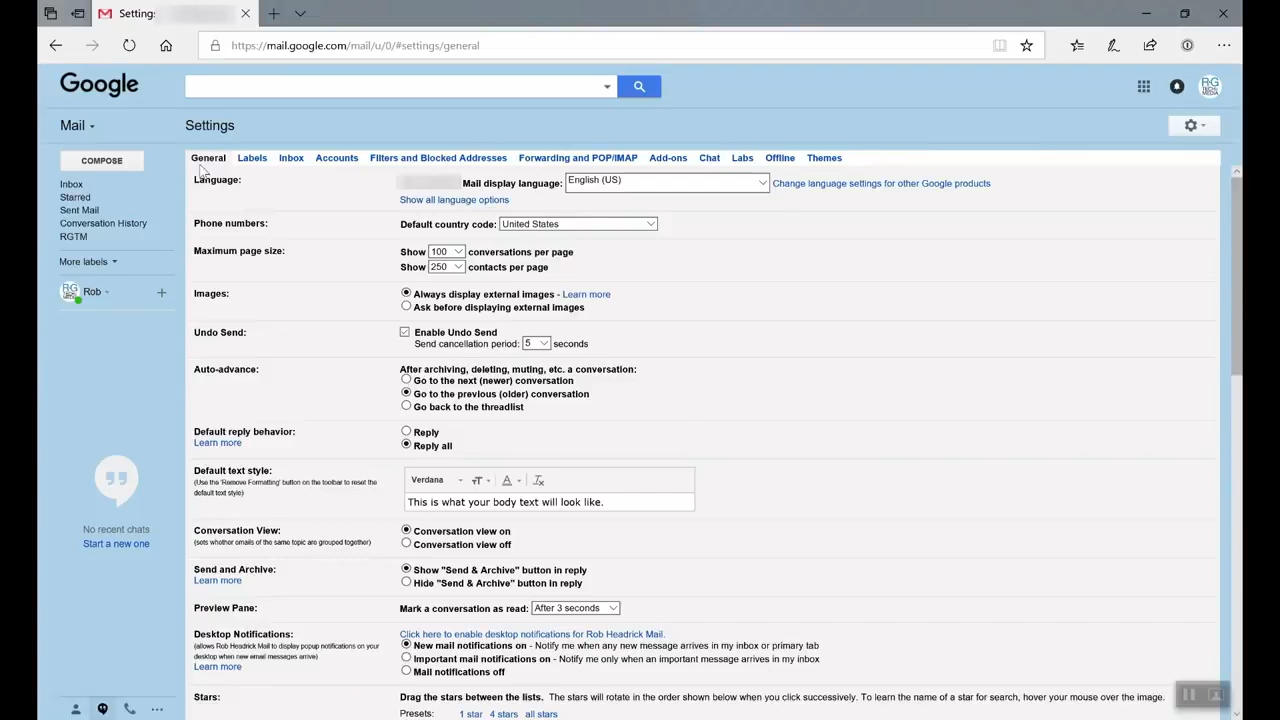 Settings
https://mail.google.com/mail/u/0/#settings/general
Google
RG TECH MEDIA
Mail
Settings
COMPOSE
General Labels Inbox Accounts Filters and Blocked Addresses Forwarding and POP/IMAP Add-ons Chat Labs Offline Themes
Inbox
Starred
Sent Mail
Conversation History
RGTM
More labels
Rob
No recent chats
Start a new one
Language:
Mail display language: English (US) Change language settings for other Google products
Show all language options
Phone numbers:
Default country code: United States
Maximum page size:
Show 100 conversations per page
Show 250 contacts per page
Images:
Always display external images - Learn more
Ask before displaying external images
Undo Send:
Enable Undo Send
Send cancellation period: 5 seconds
Auto-advance:
After archiving, deleting, muting, etc. a conversation:
Go to the next (newer) conversation
Go to the previous (older) conversation
Go back to the threadlist
Default reply behavior:
Learn more
Reply
Reply all
Default text style:
(Use the 'Remove Formatting' button on the toolbar to reset the
default text style)
Verdana
This is what your body text will look like.
Conversation View:
(sets whether emails of the same topic are grouped together)
Conversation view on
Conversation view off
Send and Archive:
Learn more
Show "Send & Archive" button in reply
Hide "Send & Archive" button in reply
Preview Pane:
Mark a conversation as read: After 3 seconds
Desktop Notifications:
(allows Rob Headrick Mail to display popup notifications on your
desktop when new email messages arrive)
Learn more
Click here to enable desktop notifications for Rob Headrick Mail.
New mail notifications on - Notify me when any new message arrives in my inbox or primary tab
Important mail notifications on - Notify me only when an important message arrives in my inbox
Mail notifications off
Stars:
Drag the stars between the lists. The stars will rotate in the order shown below when you click successively. To learn the name of a star for search, hover your mouse over the image.
Presets: 1 star 4 stars all stars